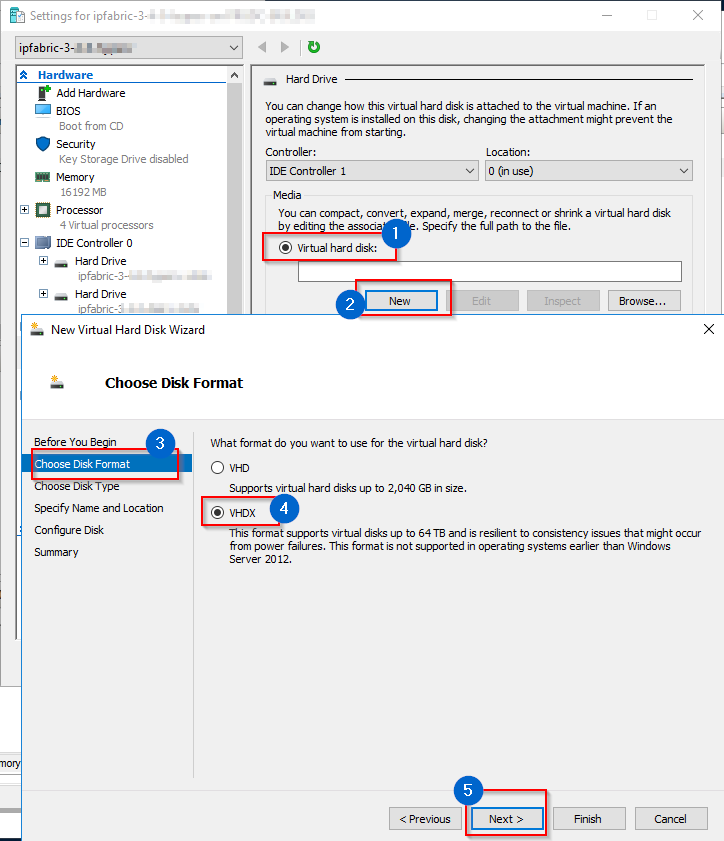 Settings for ipfabric-3-
ipfabric-3-
Hardware
Add Hardware
BIOS
Boot from CD
Security
Key Storage Drive disabled
Memory
16192 MB
Processor
4 Virtual processors
IDE Controller 0
Hard Drive
ipfabric-3-
Hard Drive
ipfabric-3
Hard Drive
You can change how this virtual hard disk is attached to the virtual machine. If an
operating system is installed on this disk, changing the attachment might prevent the
virtual machine from starting.
Controller:
Location:
IDE Controller 1
0 (in use)
Media
You can compact, convert, expand, merge, reconnect or shrink a virtual hard disk
by editing the associa file. Specify the full path to the file.
1
Virtual hard disk:
2
New
Edit
Inspect
Browse...
New Virtual Hard Disk Wizard
Choose Disk Format
Before You Begin
3
Choose Disk Format
Choose Disk Type
Specify Name and Location
Configure Disk
Summary
What format do you want to use for the virtual hard disk?
VHD
Supports virtual hard disks up to 2,040 GB in size.
VHDX
4
This format supports virtual disks up to 64 TB and is resilient to consistency issues that might occur
from power failures. This format is not supported in operating systems earlier than Windows
Server 2012.
mory
5
< Previous
Next >
Finish
Cancel